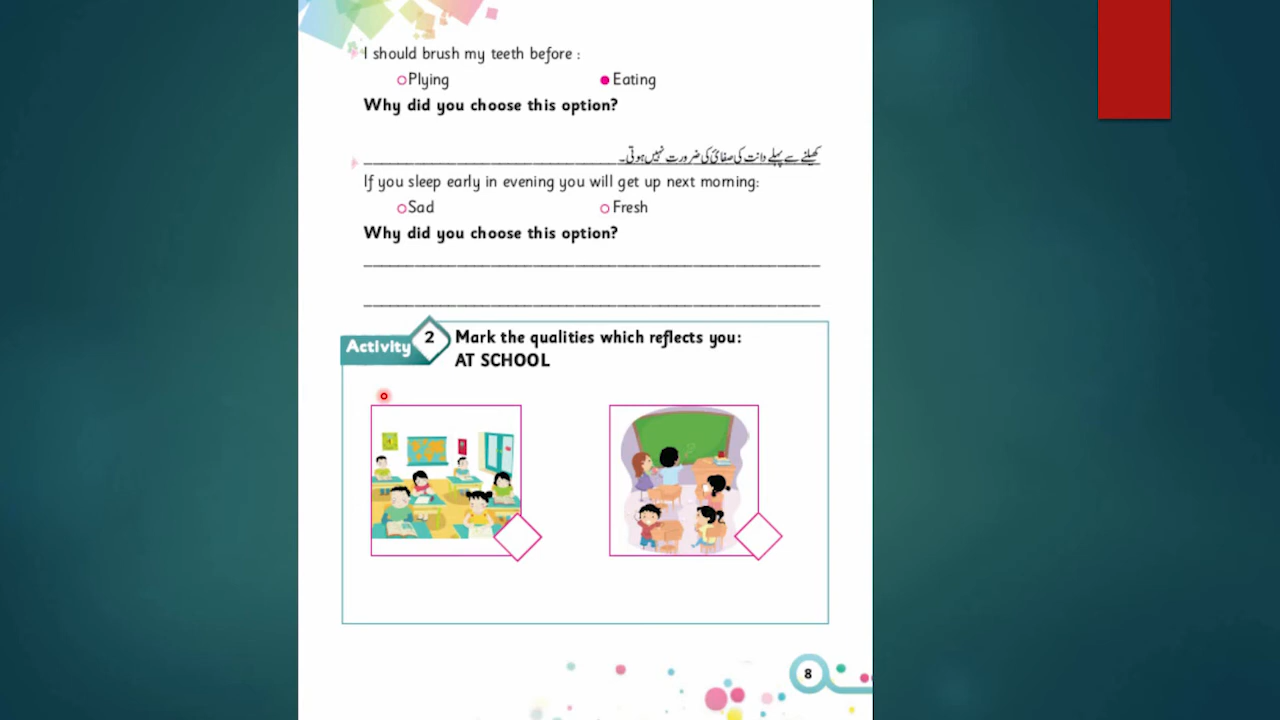 I should brush my teeth before :
Plying Eating
Why did you choose this option?
کھیلنے سے پہلے دانت کی صفائ کی ضرورت نہیں ہوتی۔
If you sleep early in evening you will get up next morning:
Sad Fresh
Why did you choose this option?
Activity 2 Mark the qualities which reflects you:
AT SCHOOL
8